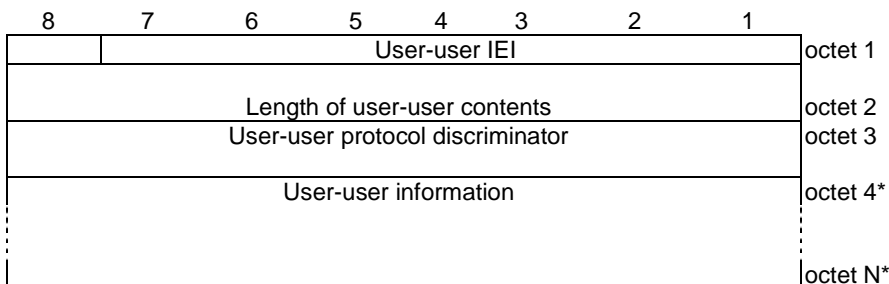 8 7 6 5 4 3 2 1
User-user IEI octet 1
Length of user-user contents octet 2
User-user protocol discriminator octet 3
User-user information octet 4*
octet N*